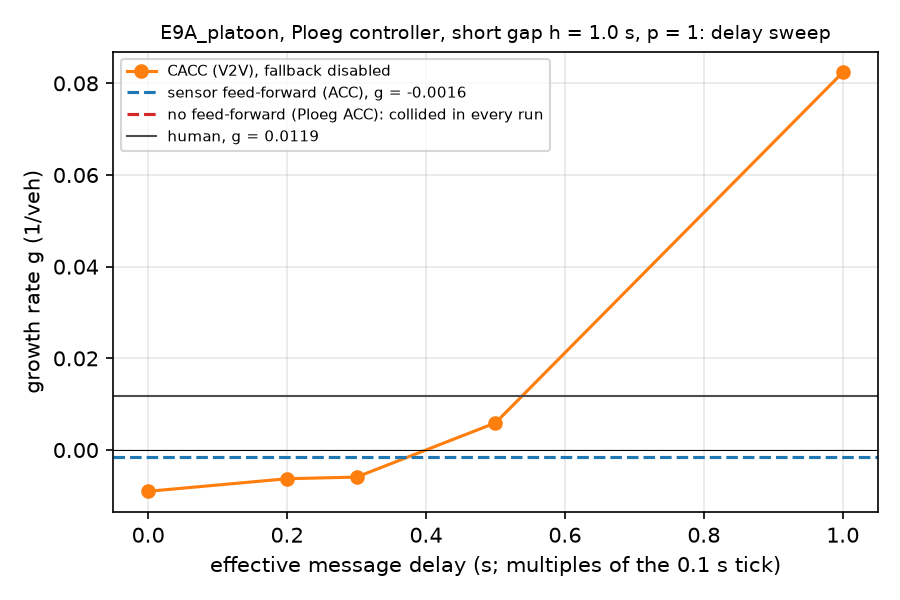 E9A_platoon, Ploeg controller, short gap h = 1.0 s, p = 1: delay sweep
CACC (V2V), fallback disabled
sensor feed-forward (ACC), g = -0.0016
no feed-forward (Ploeg ACC): collided in every run
human, g = 0.0119
growth rate g (1/veh)
0.08
0.06
0.04
0.02
0.00
0.0 0.2 0.4 0.6 0.8 1.0
effective message delay (s; multiples of the 0.1 s tick)